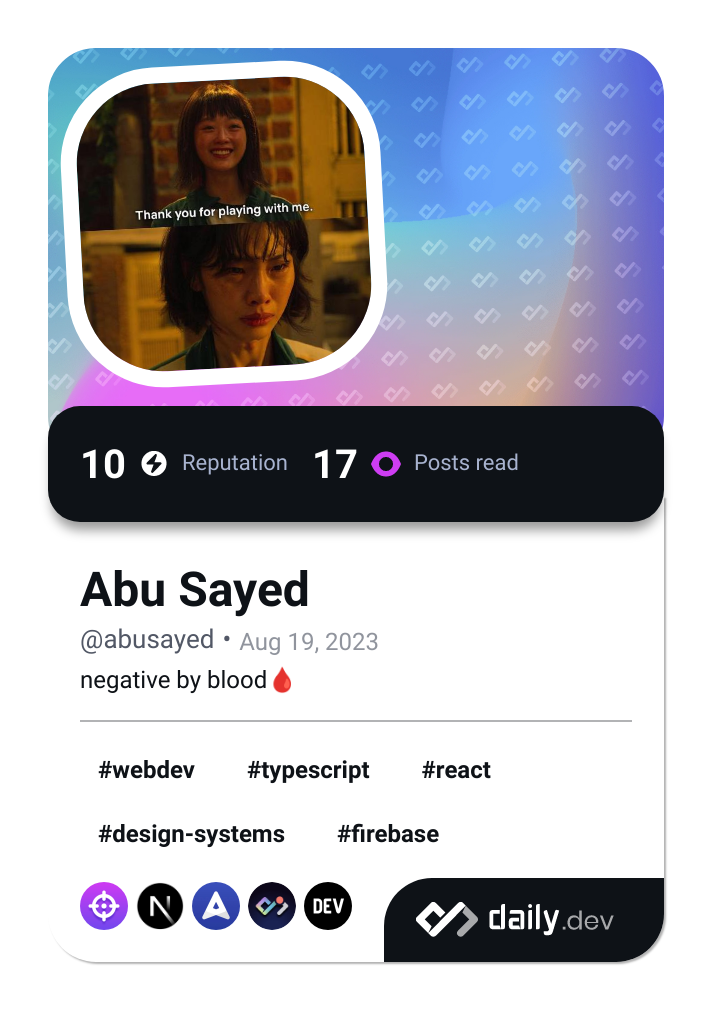 Thank you for playing with me.
10 Reputation 17 Posts read
Abu Sayed
@abusayed • Aug 19, 2023
negative by blood🩸
#webdev #typescript #react
#design-systems #firebase
N A DEV daily.dev